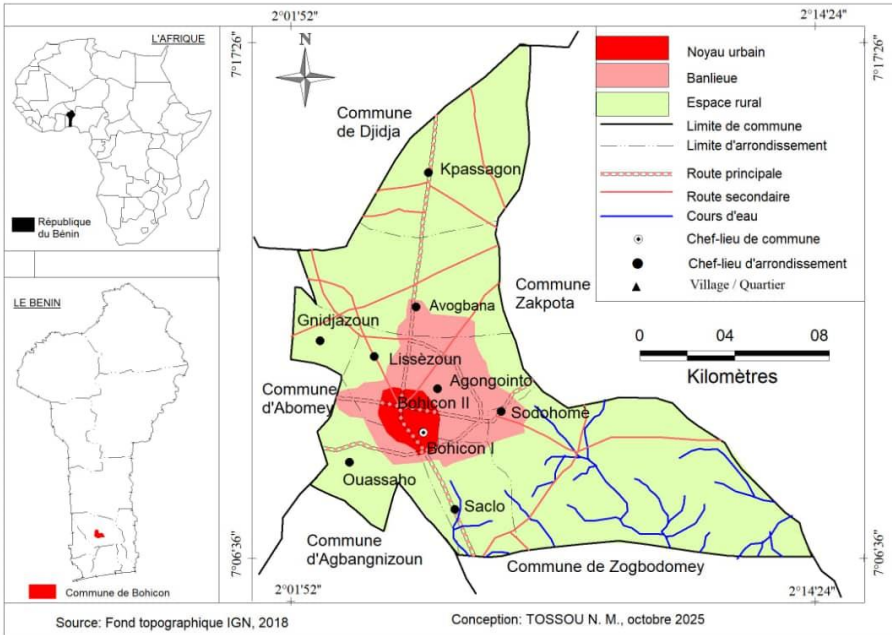 L'AFRIQUE
République
du Bénin
LE BENIN
Commune de Bohicon
2°01'52"
2°14'24"
7°17'26"
7°17'26"
N
Commune
de Djidja
Kpassagon
Commune
Zakpota
Avogbana
Gnidjazoun
Lissèzoun
Commune
d'Abomey
Agongointo
Bohicon II
Sodohomè
Bohicon I
Ouassaho
Saclo
Commune
d'Agbangnizoun
Commune de Zogbodomey
7°06'36"
7°06'36"
2°01'52"
2°14'24"
Noyau urbain
Banlieue
Espace rural
Limite de commune
Limite d'arrondissement
Route principale
Route secondaire
Cours d'eau
Chef-lieu de commune
Chef-lieu d'arrondissement
Village / Quartier
0 04 08
Kilomètres
Source: Fond topographique IGN, 2018
Conception: TOSSOU N. M., octobre 2025